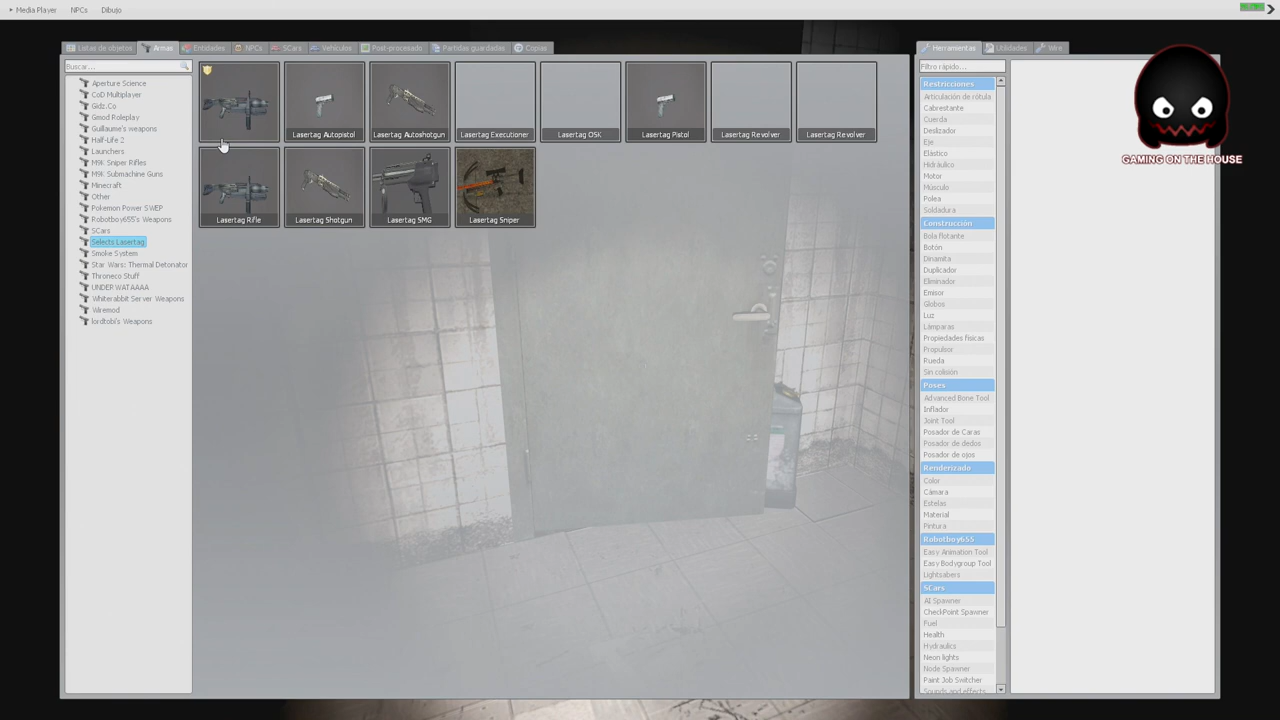 Media Player NPCs Dibujo
Listas de objetos Armas Entidades NPCs SCars Vehículos Post-procesado Partidas guardadas Copias
Herramientas Utilidades Wire
Buscar...
Aperture Science
CoD Multiplayer
Gidz.Co
Gmod Roleplay
Guillaume's weapons
Half-Life 2
Launchers
M9K Sniper Rifles
M9K Submachine Guns
Minecraft
Other
Pokemon Power SWEP
Robotboy655's Weapons
SCars
Selects Lasertag
Smoke System
Star Wars: Thermal Detonator
Throneco Stuff
UNDER WATAAAA
Whiterabbit Server Weapons
Wiremod
lordtobi's Weapons
Lasertag Autopistol
Lasertag Autoshotgun
Lasertag Executioner
Lasertag OSK
Lasertag Pistol
Lasertag Revolver
Lasertag Revolver
Lasertag Rifle
Lasertag Shotgun
Lasertag SMG
Lasertag Sniper
Filtro rápido...
Restricciones
Articulación de rótula
Cabrestante
Cuerda
Deslizador
Eje
Elástico
Hidráulico
Motor
Músculo
Polea
Soldadura
Construcción
Bola flotante
Botón
Dinamita
Duplicador
Eliminador
Emisor
Globos
Luz
Lámparas
Propiedades físicas
Propulsor
Rueda
Sin colisión
Poses
Advanced Bone Tool
Inflador
Joint Tool
Posador de Caras
Posador de dedos
Posador de ojos
Renderizado
Color
Cámara
Estelas
Material
Pintura
Robotboy655
Easy Animation Tool
Easy Bodygroup Tool
Lightsabers
SCars
AI Spawner
CheckPoint Spawner
Fuel
Health
Hydraulics
Neon lights
Node Spawner
Paint Job Switcher
Sounds and effects
GAMING ON THE HOUSE